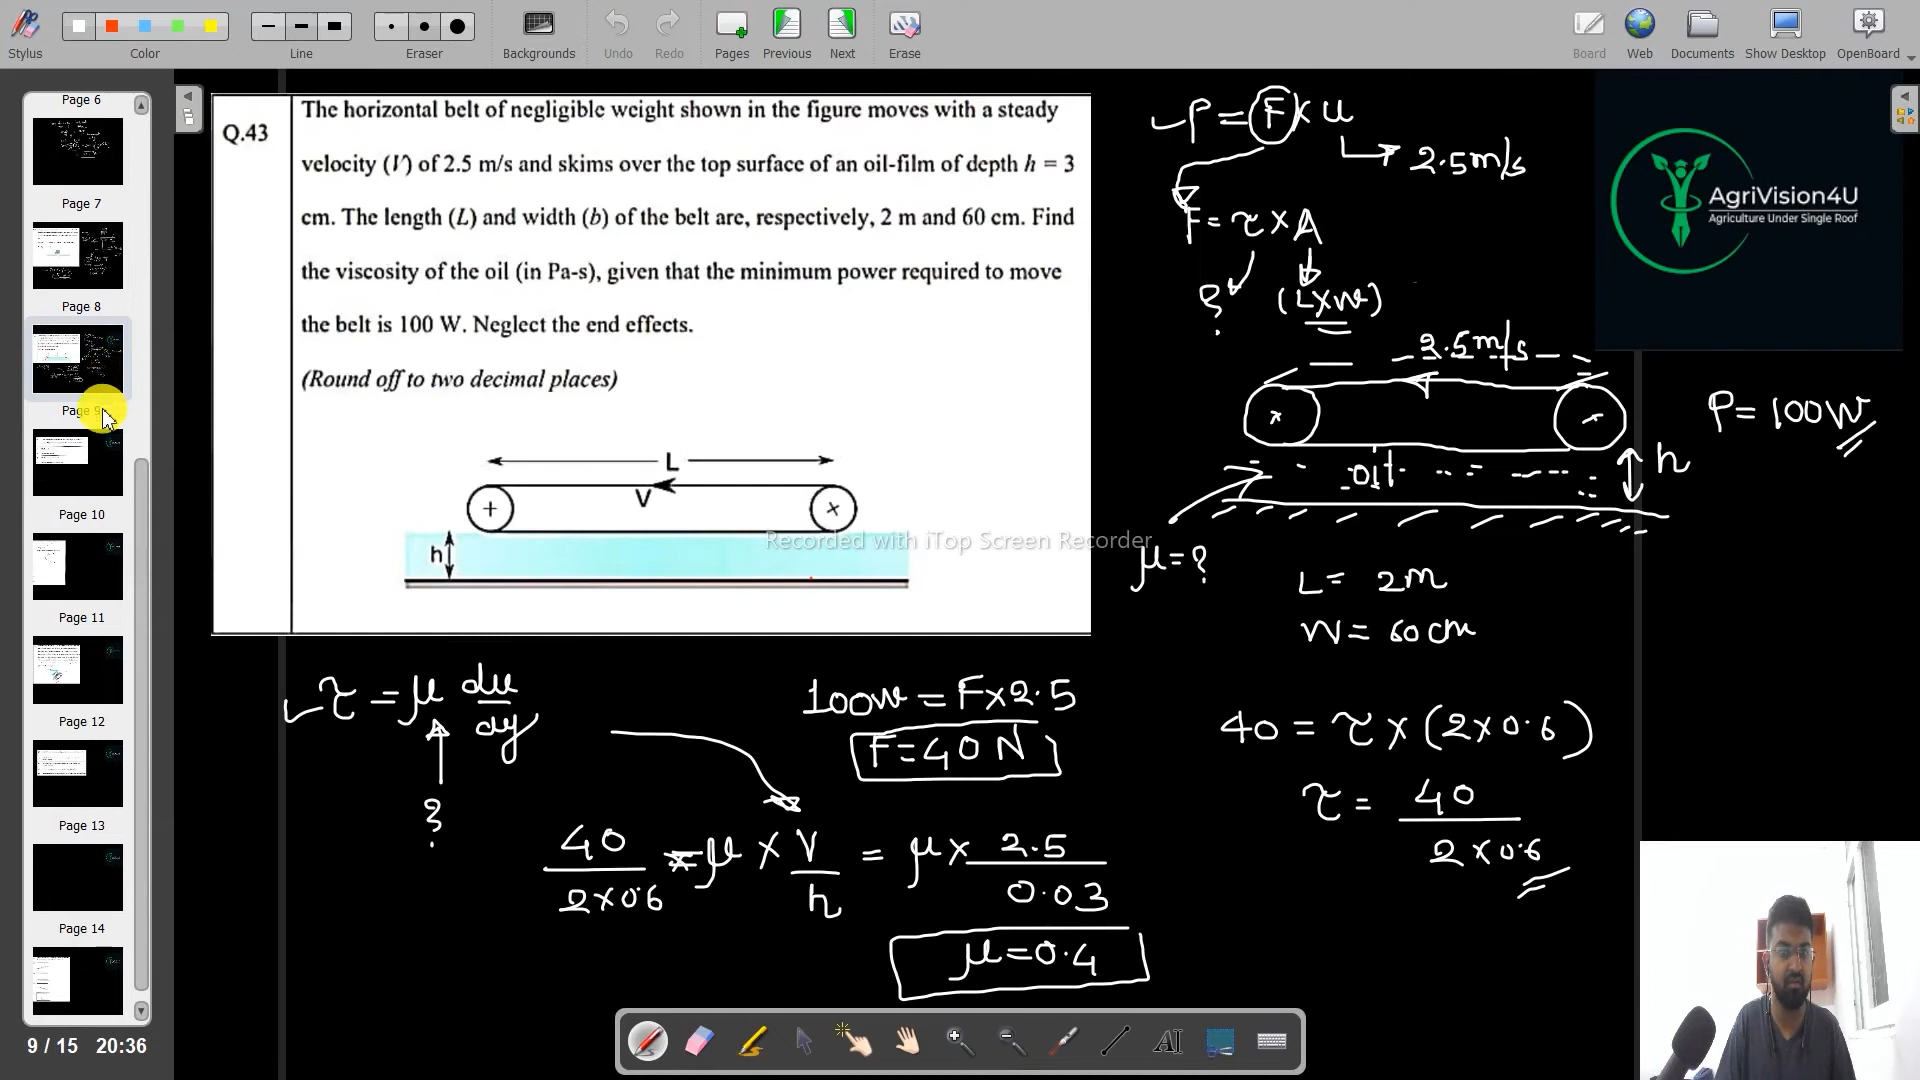 Stylus
Color
Line
Eraser
Backgrounds
Undo
Redo
Pages
Previous
Next
Erase
Board
Web
Documents
Show Desktop
OpenBoard
Page 6
Page 7
Page 8
Page 9
Page 10
Page 11
Page 12
Page 13
Page 14
9 / 15 20:36
Q.43
The horizontal belt of negligible weight shown in the figure moves with a steady
velocity (V) of 2.5 m/s and skims over the top surface of an oil-film of depth h = 3
cm. The length (L) and width (b) of the belt are, respectively, 2 m and 60 cm. Find
the viscosity of the oil (in Pa-s), given that the minimum power required to move
the belt is 100 W. Neglect the end effects.
(Round off to two decimal places)
L
V
h
Recorded with iTop Screen Recorder
P = F × u
2.5 m/s
F = τ × A
?
(L×W)
2.5 m/s
P = 100W
oil
h
μ = ?
L = 2m
W = 60 cm
τ = μ du/dy
?
100W = F×2.5
F = 40 N
40 = τ × (2×0.6)
τ = 40/(2×0.6)
40/(2×0.6) = μ × V/h = μ × 2.5/0.03
μ = 0.4
AgriVision4U
Agriculture Under Single Roof
AI